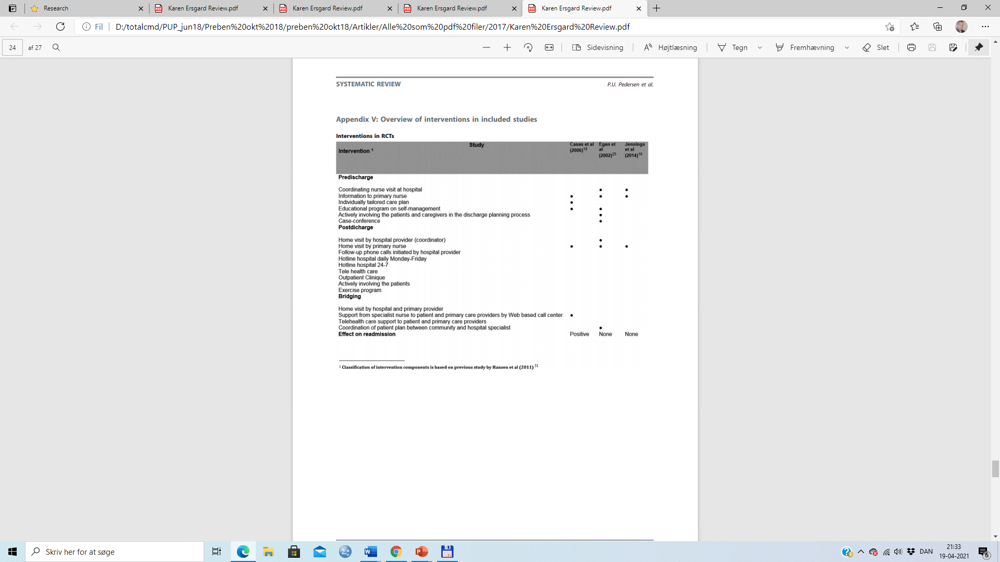 Research
Karen Ersgard Review.pdf
Karen Ersgard Review.pdf
Karen Ersgard Review.pdf
Karen Ersgard Review.pdf
Fil
D:/totalcmd/PUP_jun18/Preben%20okt%2018/preben%20okt18/Artikler/Alle%20som%20pdf%20filer/2017/Karen%20Ersgard%20Review.pdf
24 af 27
Sidevisning
Højtlæsning
Tegn
Fremhævning
Slet
SYSTEMATIC REVIEW
P.U. Pedersen et al.
Appendix V: Overview of interventions in included studies
Interventions in RCTs
Study
Intervention ¹
Casas et al
(2006)¹⁸
Egan et
al
(2002)²⁵
Jennings
et al
(2014)¹⁹
Predischarge
Coordinating nurse visit at hospital • •
Information to primary nurse • • •
Individually tailored care plan •
Educational program on self-management • •
Actively involving the patients and caregivers in the discharge planning process •
Case-conference •
Postdicharge
Home visit by hospital provider (coordinator) •
Home visit by primary nurse • • •
Follow-up phone calls initiated by hospital provider
Hotline hospital daily Monday-Friday
Hotline hospital 24-7
Tele health care
Outpatient Clinique
Actively involving the patients
Exercise program
Bridging
Home visit by hospital and primary provider
Support from specialist nurse to patient and primary care providers by Web based call center •
Telehealth care support to patient and primary care providers
Coordination of patient plan between community and hospital specialist •
Effect on readmission Positive None None
¹ Classification of intervention components is based on previous study by Hansen et al (2011) ³¹
Skriv her for at søge
DAN
21:33
19-04-2021
6